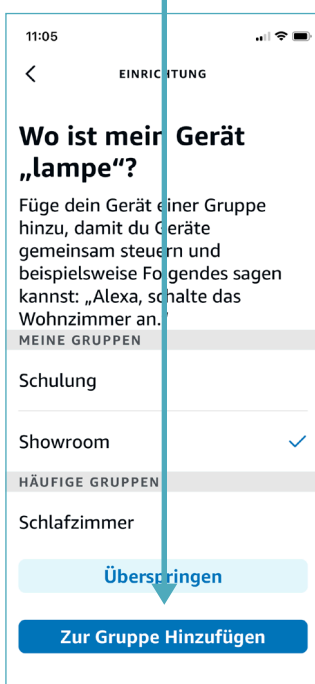 11:05
EINRICHTUNG
Wo ist mein Gerät
„lampe“?
Füge dein Gerät einer Gruppe
hinzu, damit du Geräte
gemeinsam steuern und
beispielsweise Folgendes sagen
kannst: „Alexa, schalte das
Wohnzimmer an.“
MEINE GRUPPEN
Schulung
Showroom
HÄUFIGE GRUPPEN
Schlafzimmer
Überspringen
Zur Gruppe Hinzufügen